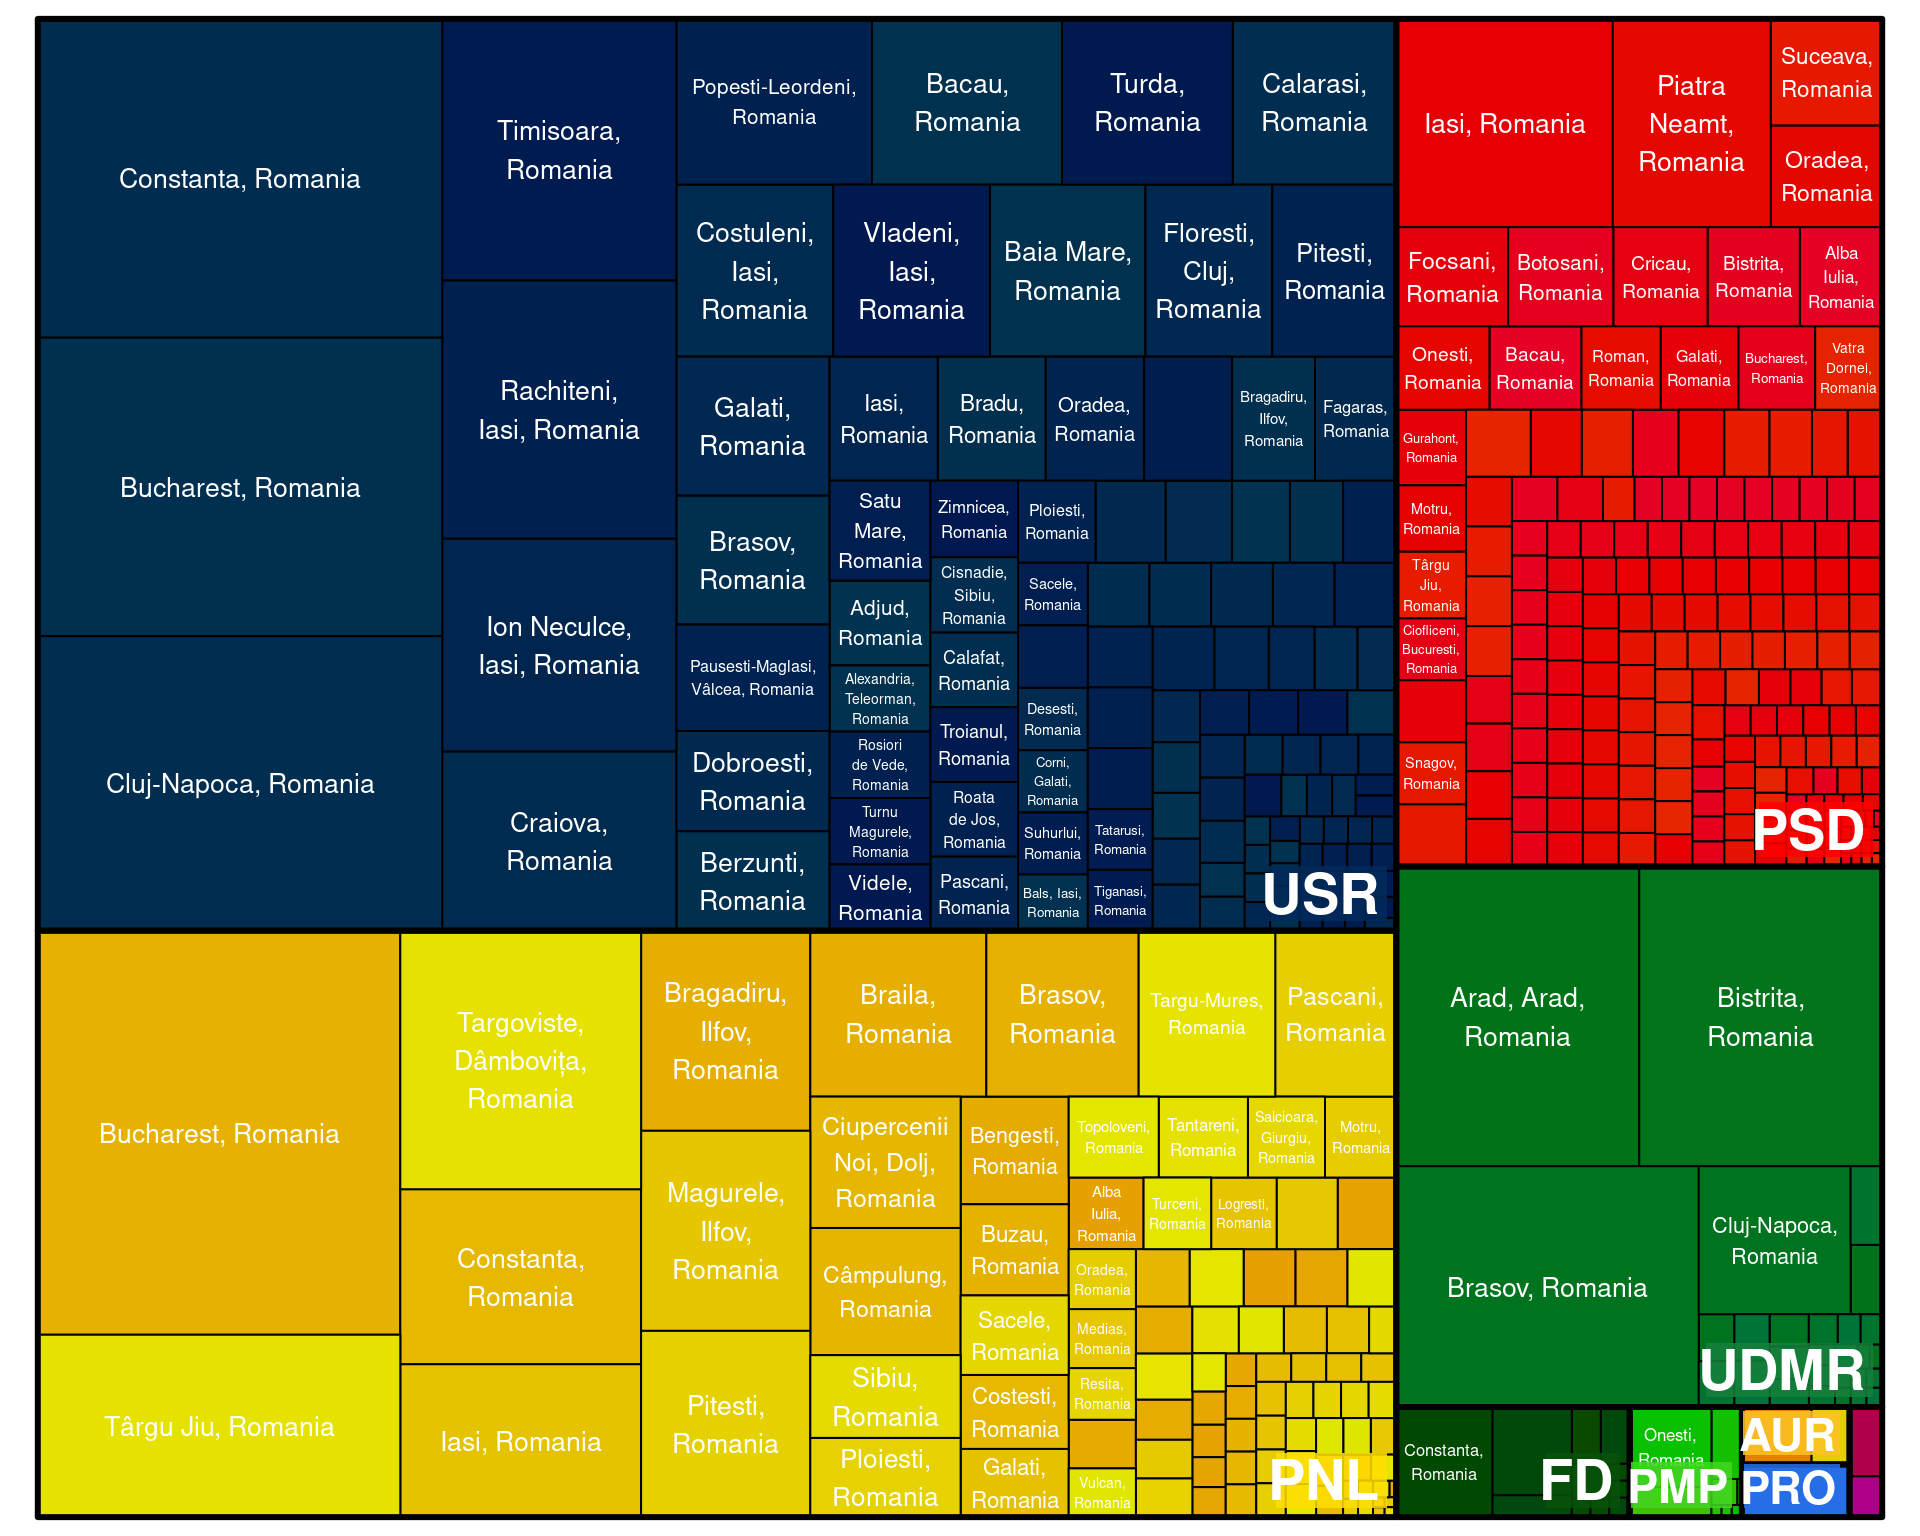 Constanta, Romania
Bucharest, Romania
Cluj-Napoca, Romania
Timisoara,
Romania
Rachiteni,
Iasi, Romania
Ion Neculce,
Iasi, Romania
Craiova,
Romania
Popesti-Leordeni,
Romania
Bacau,
Romania
Turda,
Romania
Calarasi,
Romania
Costuleni,
Iasi,
Romania
Vladeni,
Iasi,
Romania
Baia Mare,
Romania
Floresti,
Cluj,
Romania
Pitesti,
Romania
Galati,
Romania
Brasov,
Romania
Pausesti-Maglasi,
Vâlcea, Romania
Dobroesti,
Romania
Berzunti,
Romania
Iasi,
Romania
Bradu,
Romania
Oradea,
Romania
Bragadiru,
Ilfov,
Romania
Fagaras,
Romania
Satu
Mare,
Romania
Adjud,
Romania
Alexandria,
Teleorman,
Romania
Rosiori
de Vede,
Romania
Turnu
Magurele,
Romania
Videle,
Romania
Zimnicea,
Romania
Cisnadie,
Sibiu,
Romania
Calafat,
Romania
Troianul,
Romania
Roata
de Jos,
Romania
Pascani,
Romania
Ploiesti,
Romania
Sacele,
Romania
Desesti,
Romania
Corni,
Galati,
Romania
Suhurlui,
Romania
Bals, Iasi,
Romania
Tatarusi,
Romania
Tiganasi,
Romania
USR
Iasi, Romania
Piatra
Neamt,
Romania
Suceava,
Romania
Oradea,
Romania
Focsani,
Romania
Botosani,
Romania
Cricau,
Romania
Bistrita,
Romania
Alba
Iulia,
Romania
Onesti,
Romania
Bacau,
Romania
Roman,
Romania
Galati,
Romania
Bucharest,
Romania
Vatra
Dornei,
Romania
Gurahont,
Romania
Motru,
Romania
Târgu
Jiu,
Romania
Ciofliceni,
Bucuresti,
Romania
Snagov,
Romania
PSD
Bucharest, Romania
Târgu Jiu, Romania
Targoviste,
Dâmbovița,
Romania
Constanta,
Romania
Iasi, Romania
Bragadiru,
Ilfov,
Romania
Magurele,
Ilfov,
Romania
Pitesti,
Romania
Braila,
Romania
Brasov,
Romania
Targu-Mures,
Romania
Pascani,
Romania
Ciupercenii
Noi, Dolj,
Romania
Câmpulung,
Romania
Sibiu,
Romania
Ploiesti,
Romania
Bengesti,
Romania
Buzau,
Romania
Sacele,
Romania
Costesti,
Romania
Galati,
Romania
Topoloveni,
Romania
Tantareni,
Romania
Salcioara,
Giurgiu,
Romania
Motru,
Romania
Alba
Iulia,
Romania
Turceni,
Romania
Logresti,
Romania
Oradea,
Romania
Medias,
Romania
Resita,
Romania
Vulcan,
Romania
PNL
Arad, Arad,
Romania
Bistrita,
Romania
Brasov, Romania
Cluj-Napoca,
Romania
UDMR
Constanta,
Romania
FD
Onesti,
Romania
PMP
AUR
PRO